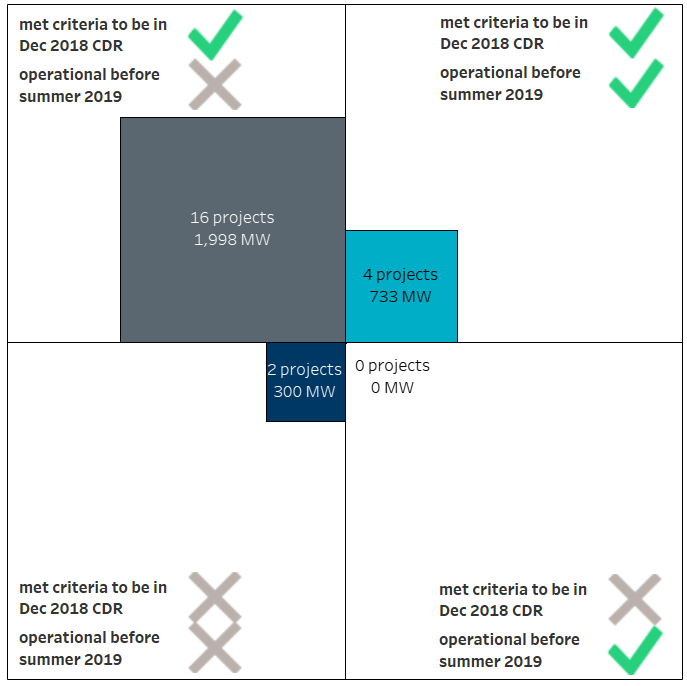 met criteria to be in
Dec 2018 CDR
operational before
summer 2019
met criteria to be in
Dec 2018 CDR
operational before
summer 2019
16 projects
1,998 MW
4 projects
733 MW
2 projects
300 MW
0 projects
0 MW
met criteria to be in
Dec 2018 CDR
operational before
summer 2019
met criteria to be in
Dec 2018 CDR
operational before
summer 2019